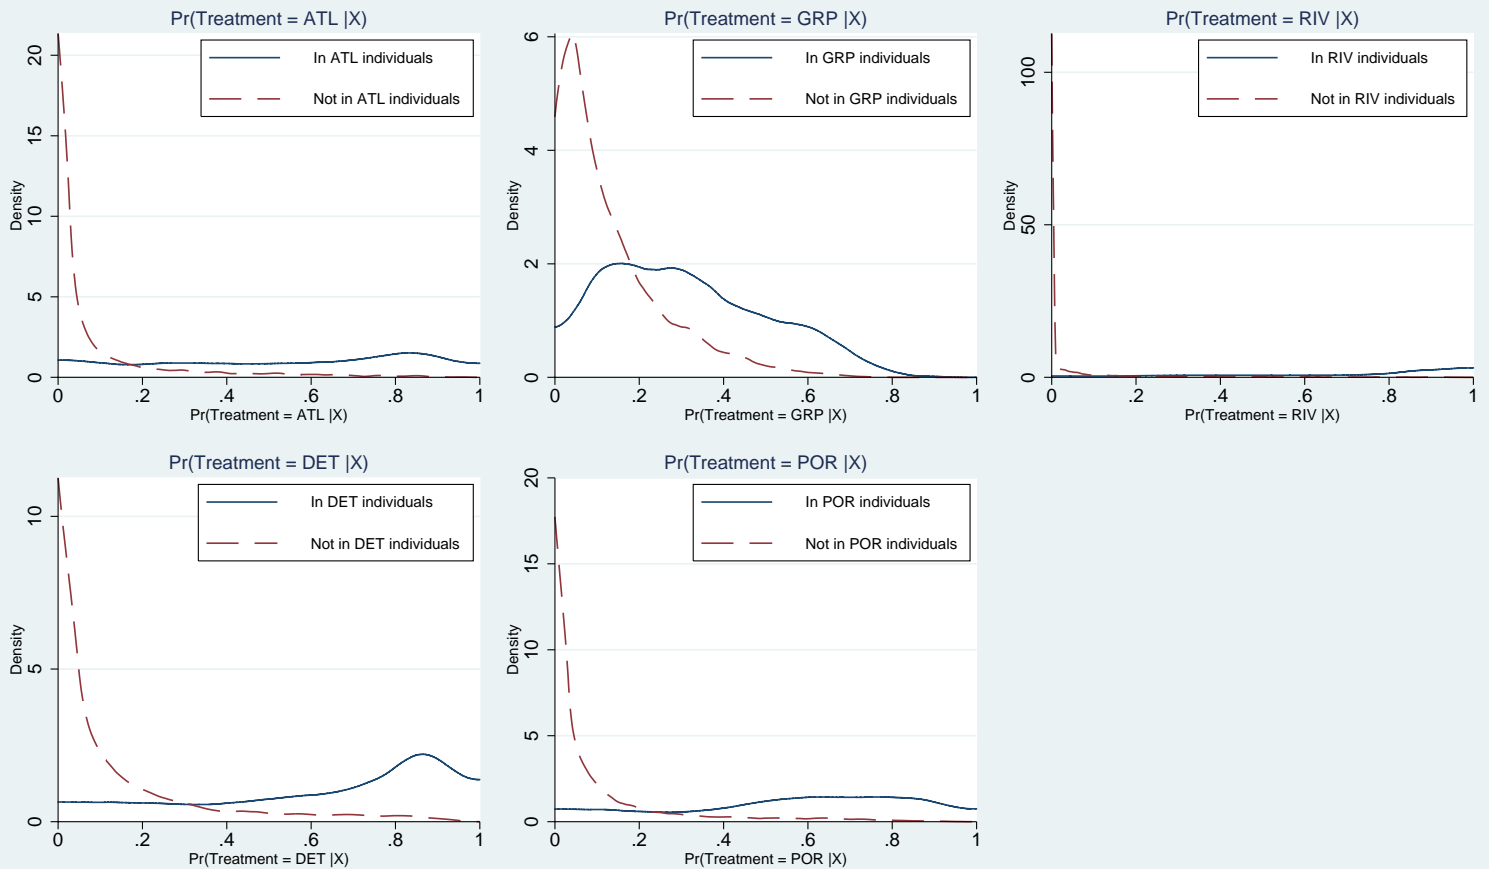 Pr(Treatment = ATL |X)
In ATL individuals
Not in ATL individuals
Density
20
15
10
5
0
0 .2 .4 .6 .8 1
Pr(Treatment = ATL |X)
Pr(Treatment = GRP |X)
In GRP individuals
Not in GRP individuals
Density
6
4
2
0
0 .2 .4 .6 .8 1
Pr(Treatment = GRP |X)
Pr(Treatment = RIV |X)
In RIV individuals
Not in RIV individuals
Density
100
50
0
0 .2 .4 .6 .8 1
Pr(Treatment = RIV |X)
Pr(Treatment = DET |X)
In DET individuals
Not in DET individuals
Density
10
5
0
0 .2 .4 .6 .8 1
Pr(Treatment = DET |X)
Pr(Treatment = POR |X)
In POR individuals
Not in POR individuals
Density
20
15
10
5
0
0 .2 .4 .6 .8 1
Pr(Treatment = POR |X)